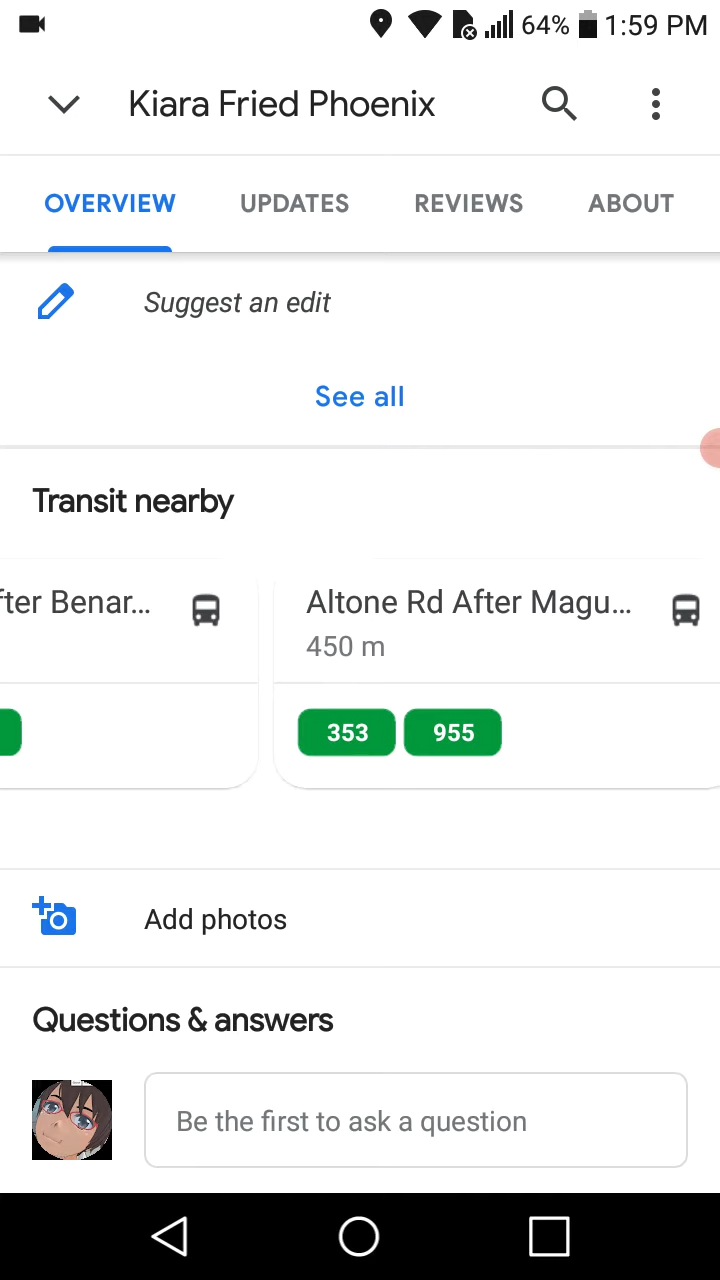 64% 1:59 PM
Kiara Fried Phoenix
OVERVIEW UPDATES REVIEWS ABOUT
Suggest an edit
See all
Transit nearby
fter Benar... Altone Rd After Magu...
450 m
353 955
Add photos
Questions & answers
Be the first to ask a question